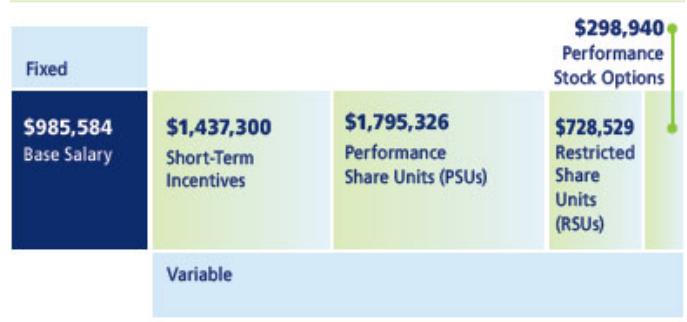 $298,940
Performance
Stock Options
Fixed
$985,584
Base Salary
$1,437,300
Short-Term
Incentives
$1,795,326
Performance
Share Units (PSUs)
$728,529
Restricted
Share
Units
(RSUs)
Variable